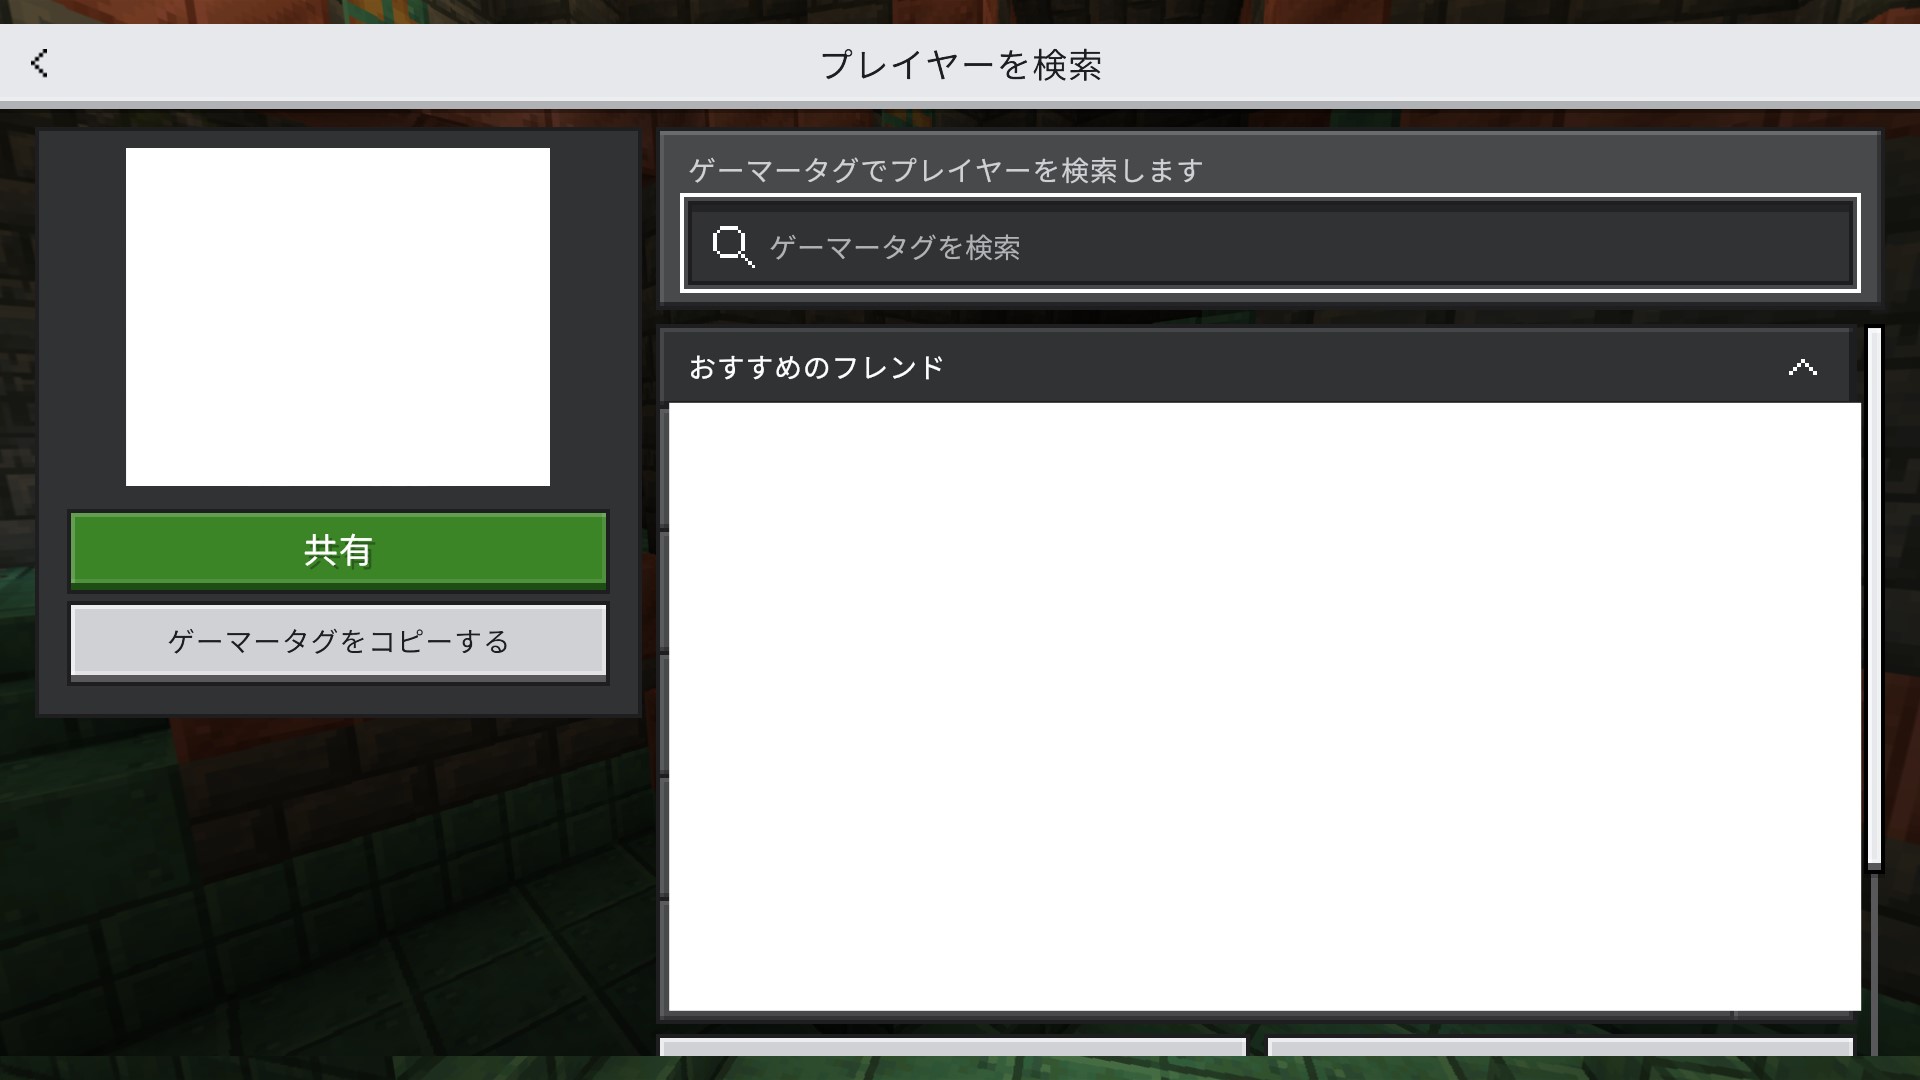 プレイヤーを検索
共有
ゲーマータグをコピーする
ゲーマータグでプレイヤーを検索します
ゲーマータグを検索
おすすめのフレンド